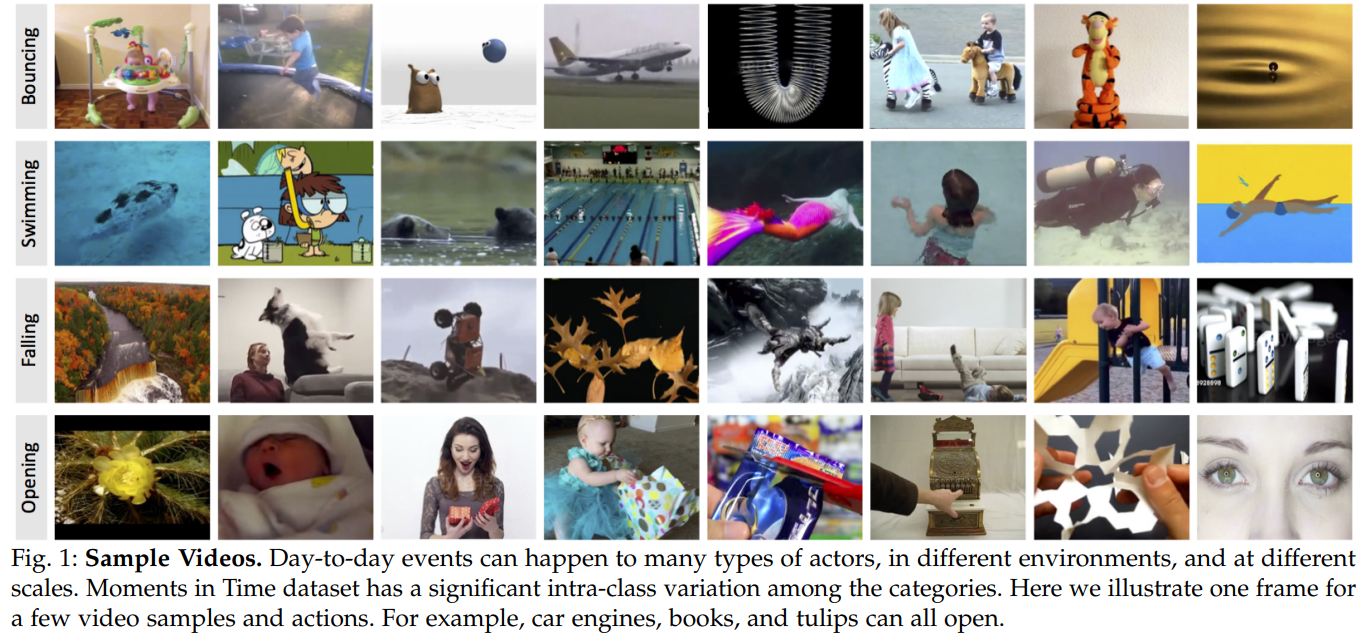 Bouncing
Swimming
Falling
Opening
Fig. 1: Sample Videos. Day-to-day events can happen to many types of actors, in different environments, and at different
scales. Moments in Time dataset has a significant intra-class variation among the categories. Here we illustrate one frame for
a few video samples and actions. For example, car engines, books, and tulips can all open.